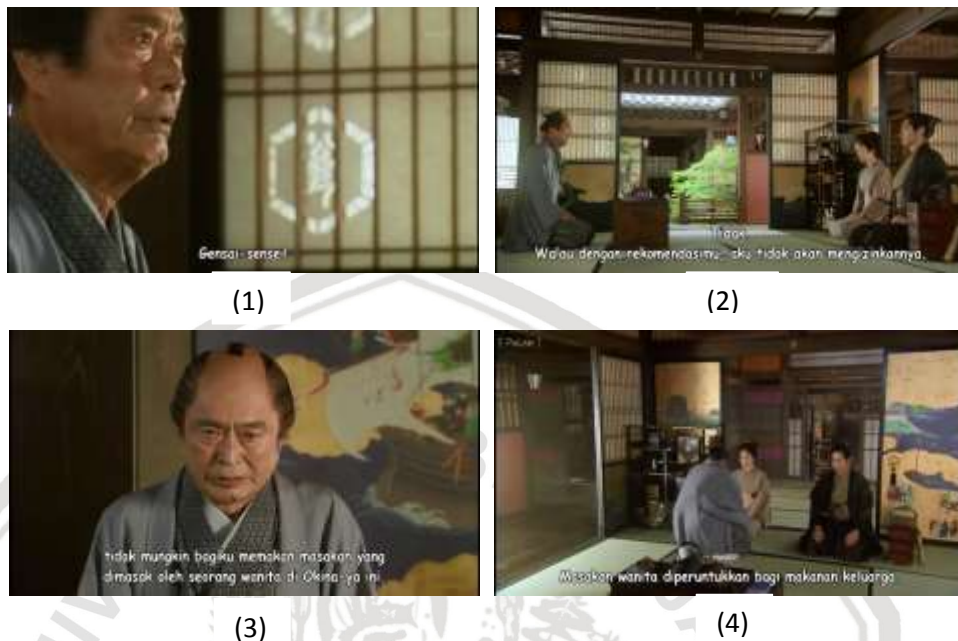 Gensai-sensei
(1)
Tidak
Walau dengan rekomendasimu, aku tidak akan mengizinkannya.
(2)
tidak mungkin bagiku memakan masakan yang
dimasak oleh seorang wanita di Okina-ya ini
(3)
Masakan wanita diperuntukkan bagi makanan keluarga
(4)